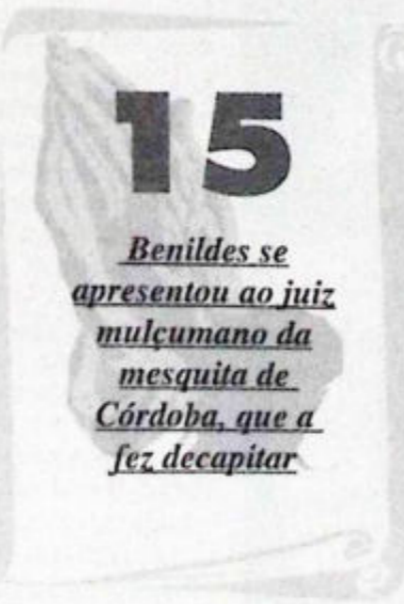 15
Benildes se
apresentou ao juiz
mulçumano da
mesquita de
Córdoba, que a
fez decapitar